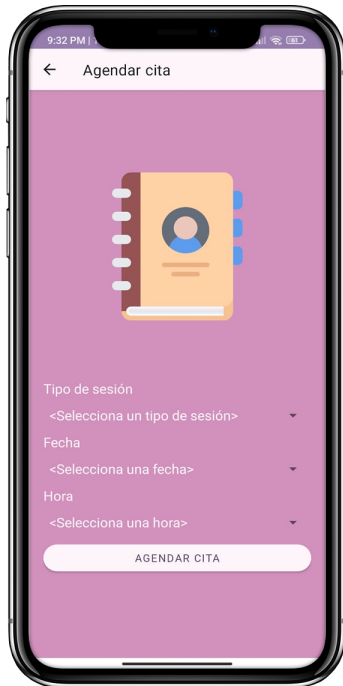 9:32 PM |
Agendar cita
Tipo de sesión
<Selecciona un tipo de sesión>
Fecha
<Selecciona una fecha>
Hora
<Selecciona una hora>
AGENDAR CITA